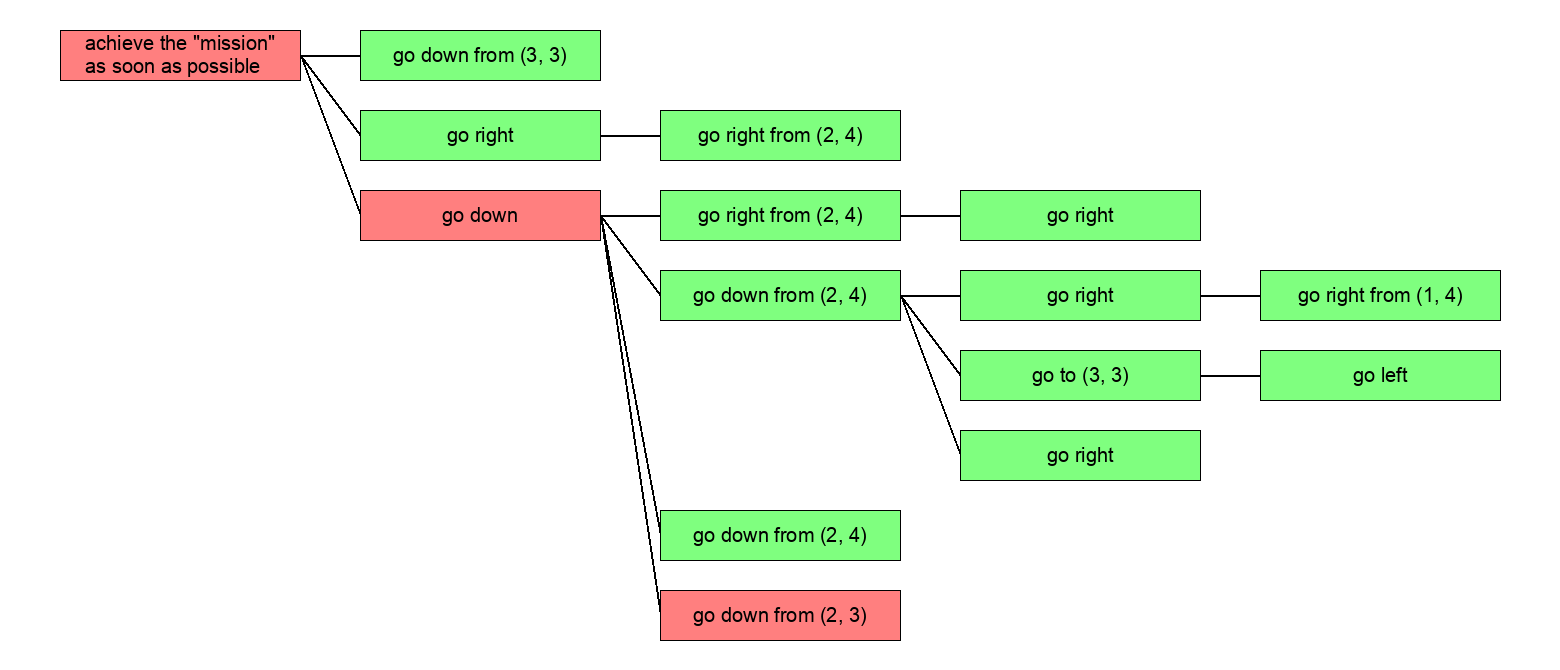 achieve the "mission"
as soon as possible
go down from (3, 3)
go right
go right from (2, 4)
go down
go right from (2, 4)
go right
go down from (2, 4)
go right
go right from (1, 4)
go to (3, 3)
go left
go right
go down from (2, 4)
go down from (2, 3)